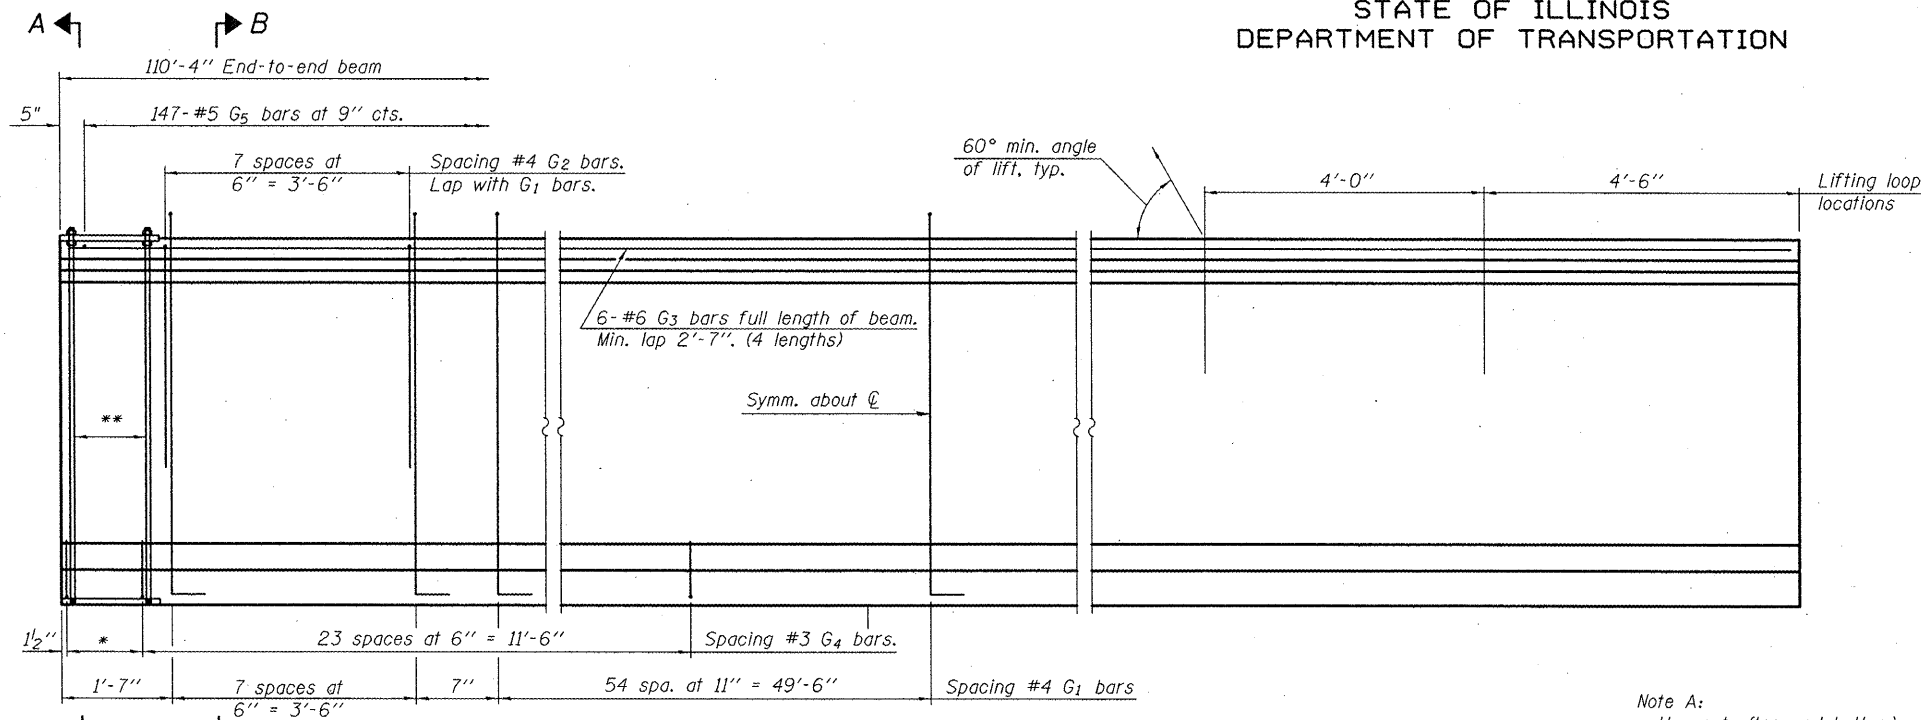 STATE OF ILLINOIS
DEPARTMENT OF TRANSPORTATION
A
B
110'-4" End-to-end beam
5"
147-#5 G5 bars at 9" cts.
7 spaces at
6" = 3'-6"
Spacing #4 G2 bars.
Lap with G1 bars.
60° min. angle
of lift, typ.
4'-0"
4'-6"
Lifting loop
locations
6-#6 G3 bars full length of beam.
Min. lap 2'-7". (4 lengths)
Symm. about ℄
**
1½"
*
23 spaces at 6" = 11'-6"
Spacing #3 G4 bars.
1'-7"
7 spaces at
6" = 3'-6"
7"
54 spa. at 11" = 49'-6"
Spacing #4 G1 bars
Note A: